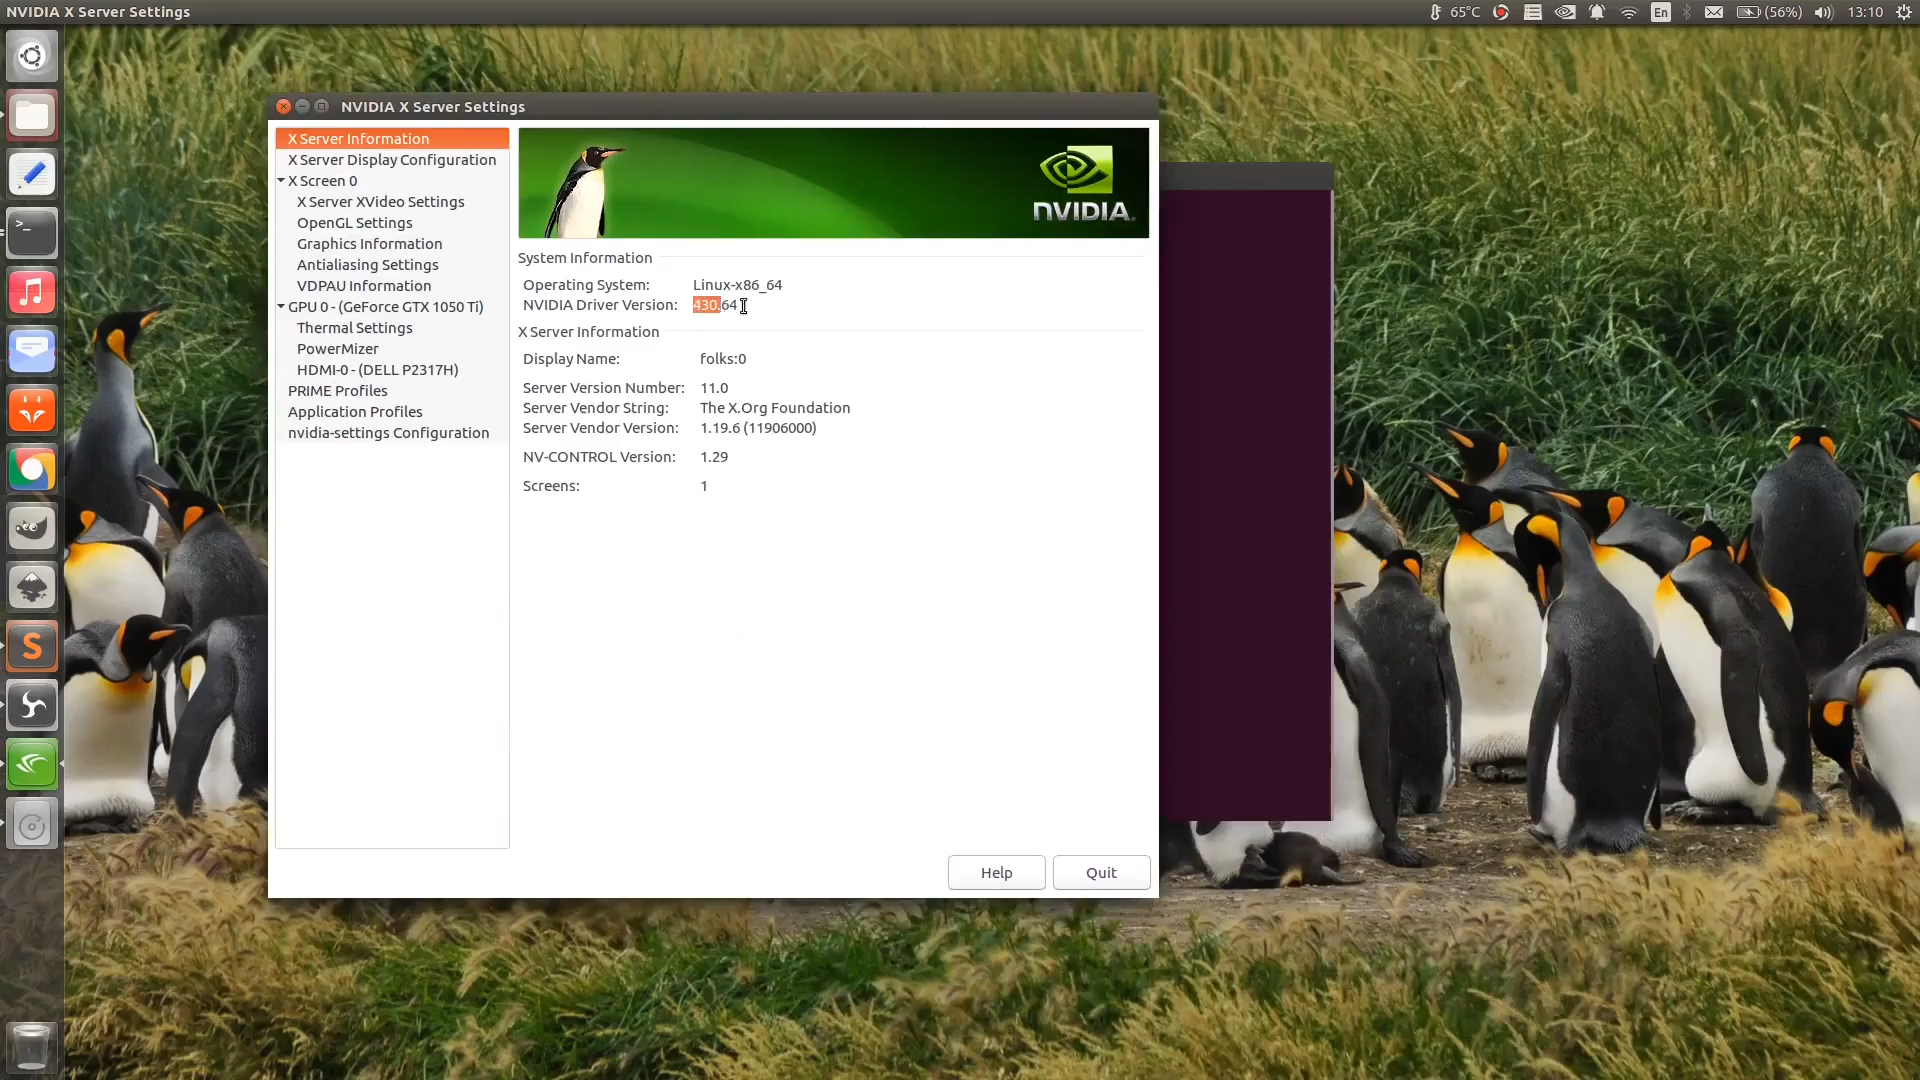 NVIDIA X Server Settings
65°C
En
(56%)
13:10
NVIDIA X Server Settings
X Server Information
X Server Display Configuration
X Screen 0
X Server XVideo Settings
OpenGL Settings
Graphics Information
Antialiasing Settings
VDPAU Information
GPU 0 - (GeForce GTX 1050 Ti)
Thermal Settings
PowerMizer
HDMI-0 - (DELL P2317H)
PRIME Profiles
Application Profiles
nvidia-settings Configuration
NVIDIA.
System Information
Operating System: Linux-x86_64
NVIDIA Driver Version: 430.64
X Server Information
Display Name: folks:0
Server Version Number: 11.0
Server Vendor String: The X.Org Foundation
Server Vendor Version: 1.19.6 (11906000)
NV-CONTROL Version: 1.29
Screens: 1
Help
Quit
>_
S